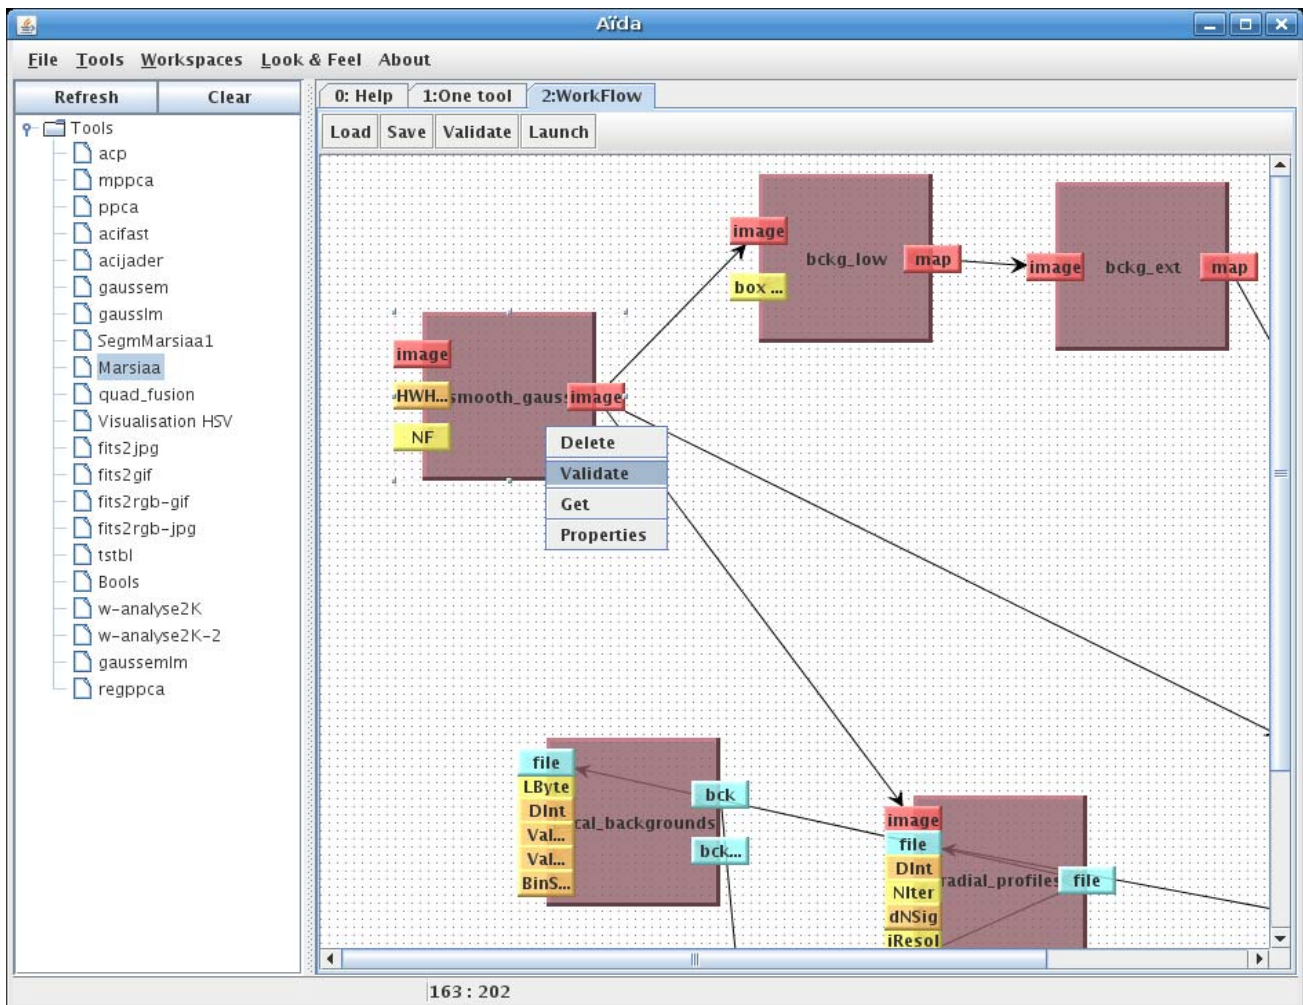 Aïda
File Tools Workspaces Look & Feel About
Refresh Clear
0: Help 1:One tool 2:WorkFlow
Load Save Validate Launch
Tools
acp
mppca
ppca
acifast
acijader
gaussem
gausslm
SegmMarsiaa1
Marsiaa
quad_fusion
Visualisation HSV
fits2jpg
fits2gif
fits2rgb-gif
fits2rgb-jpg
tstbl
Bools
w-analyse2K
w-analyse2K-2
gaussemlm
regppca
image
box ...
bckg_low
map
image
bckg_ext
map
image
HWH...
NF
smooth_gauss
image
Delete
Validate
Get
Properties
file
LByte
DInt
Val...
Val...
BinS...
cal_backgrounds
bck
bck...
image
file
DInt
NIter
dNSig
iResol
radial_profiles
file
163 : 202